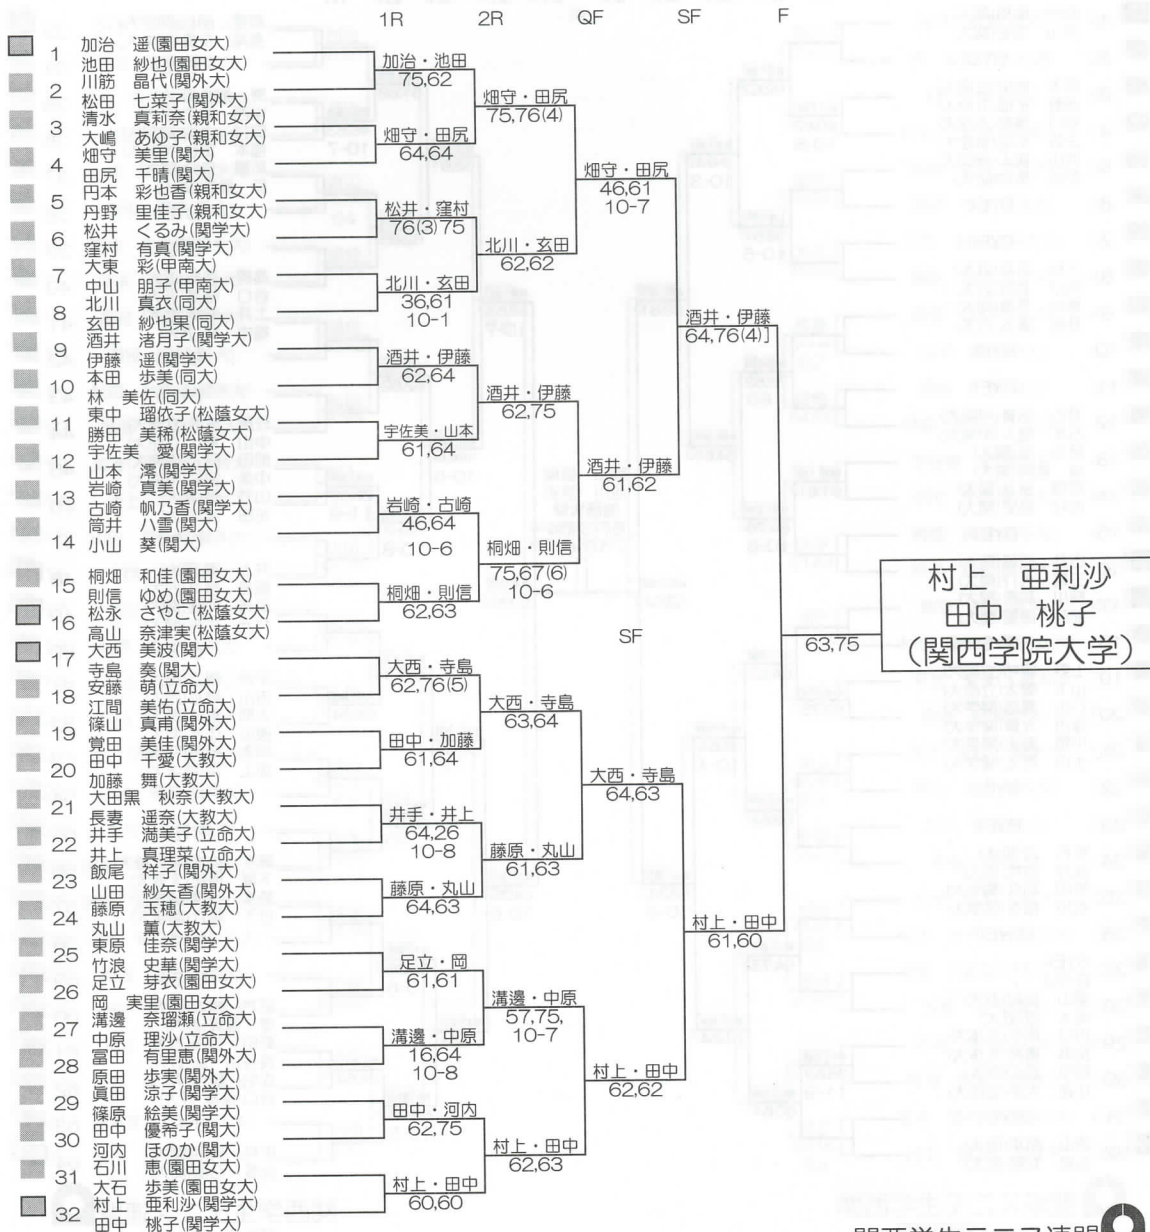 1R 2R QF SF F
1 加治 遥(園田女大)
池田 紗也(園田女大)
2 川筋 晶代(関外大)
松田 七菜子(関外大)
3 清水 真莉奈(親和女大)
大嶋 あゆ子(親和女大)
4 畑守 美里(関大)
田尻 千晴(関大)
5 円本 彩也香(親和女大)
丹野 里佳子(親和女大)
6 松井 くるみ(関学大)
窪村 有真(関学大)
7 大東 彩(甲南大)
中山 朋子(甲南大)
8 北川 真衣(同大)
玄田 紗也果(同大)
9 酒井 渚月子(関学大)
伊藤 遥(関学大)
10 本田 歩美(同大)
林 美佐(同大)
11 東中 瑠依子(松蔭女大)
勝田 美稀(松蔭女大)
12 宇佐美 愛(関学大)
山本 澪(関学大)
13 岩崎 真美(関学大)
古崎 帆乃香(関学大)
14 筒井 八雪(関大)
小山 葵(関大)
15 桐畑 和佳(園田女大)
則信 ゆめ(園田女大)
16 松永 さやこ(松蔭女大)
高山 奈津実(松蔭女大)
17 大西 美波(関大)
寺島 奏(関大)
18 安藤 萌(立命大)
江間 美佑(立命大)
19 篠山 真甫(関外大)
覚田 美佳(関外大)
20 田中 千愛(大教大)
加藤 舞(大教大)
21 大田黒 秋奈(大教大)
長妻 遥奈(大教大)
22 井手 満美子(立命大)
井上 真理菜(立命大)
23 飯尾 祥子(関外大)
山田 紗矢香(関外大)
24 藤原 玉穂(大教大)
丸山 薫(大教大)
25 東原 佳奈(関学大)
竹浪 史華(関学大)
26 足立 芽衣(園田女大)
岡 実里(園田女大)
27 溝邊 奈瑠瀬(立命大)
中原 理沙(立命大)
28 冨田 有里恵(関外大)
原田 歩実(関外大)
29 眞田 涼子(関学大)
篠原 絵美(関学大)
30 田中 優希子(関大)
河内 ほのか(関大)
31 石川 恵(園田女大)
大石 歩美(園田女大)
32 村上 亜利沙(関学大)
田中 桃子(関学大)
加治・池田
75,62
畑守・田尻
64,64
松井・窪村
76(3)75
北川・玄田
36,61
10-1
酒井・伊藤
62,64
宇佐美・山本
61,64
岩崎・古崎
46,64
10-6
桐畑・則信
62,63
大西・寺島
62,76(5)
田中・加藤
61,64
井手・井上
64,26
10-8
藤原・丸山
64,63
足立・岡
61,61
溝邊・中原
16,64
10-8
田中・河内
62,75
村上・田中
60,60
畑守・田尻
75,76(4)
北川・玄田
62,62
酒井・伊藤
62,75
桐畑・則信
75,67(6)
10-6
大西・寺島
63,64
藤原・丸山
61,63
溝邊・中原
57,75,
10-7
村上・田中
62,63
畑守・田尻
46,61
10-7
酒井・伊藤
61,62
大西・寺島
64,63
村上・田中
62,62
酒井・伊藤
64,76(4)]
SF
村上・田中
61,60
63,75
村上 亜利沙
田中 桃子
(関西学院大学)
関西学生テニス連盟